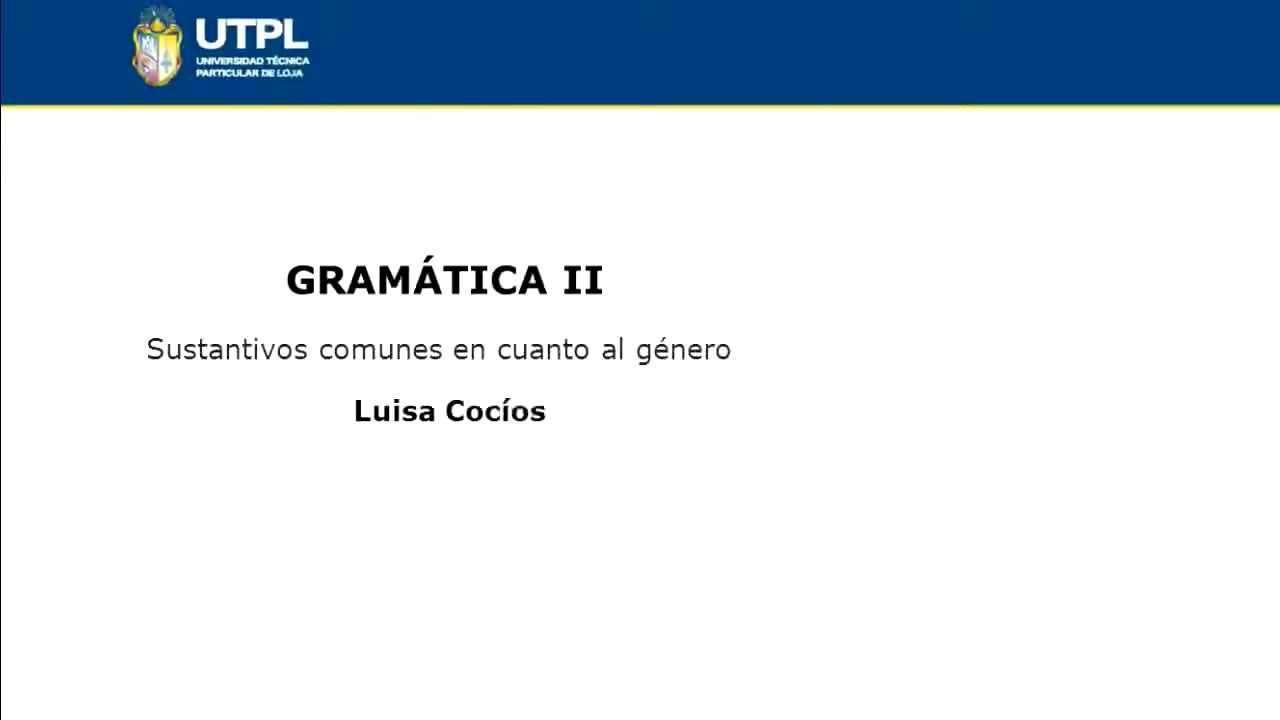 UTPL
UNIVERSIDAD TÉCNICA
PARTICULAR DE LOJA
GRAMÁTICA II
Sustantivos comunes en cuanto al género
Luisa Cocíos